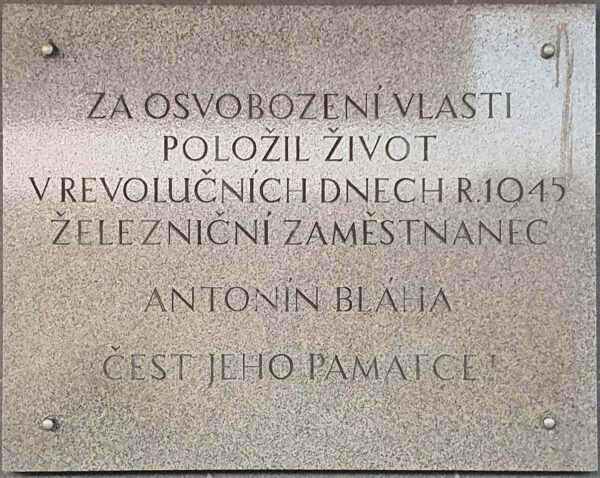 ZA OSVOBOZENÍ VLASTI
POLOŽIL ŽIVOT
V REVOLUČNÍCH DNECH R.1945
ŽELEZNIČNÍ ZAMĚSTNANEC
ANTONÍN BLÁHA
ČEST JEHO PAMÁTCE!